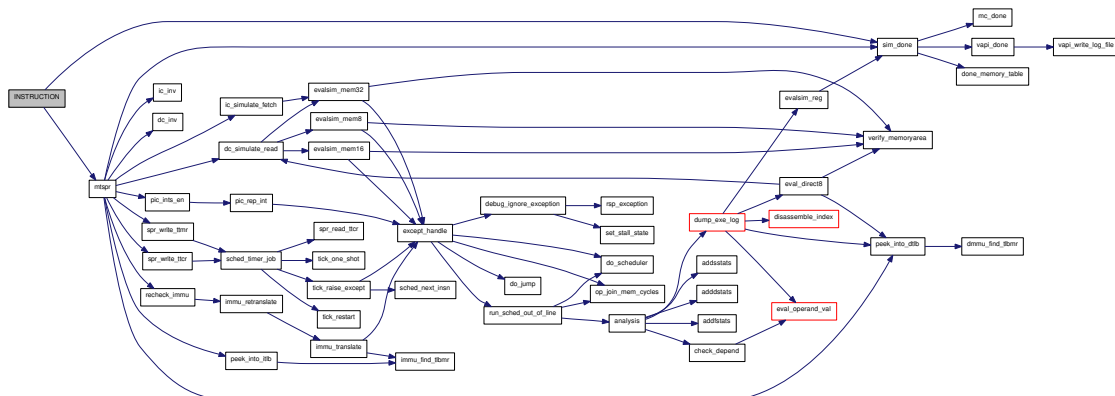 INSTRUCTION
mtspr
ic_inv
dc_inv
ic_simulate_fetch
dc_simulate_read
pic_ints_en
spr_write_ttmr
spr_write_ttcr
recheck_immu
peek_into_itlb
pic_rep_int
sched_timer_job
immu_retranslate
evalsim_mem32
evalsim_mem8
evalsim_mem16
spr_read_ttcr
tick_one_shot
tick_raise_except
tick_restart
immu_translate
immu_find_tlbmr
except_handle
sched_next_insn
debug_ignore_exception
do_jump
run_sched_out_of_line
rsp_exception
set_stall_state
do_scheduler
op_join_mem_cycles
analysis
dump_exe_log
addsstats
adddstats
addfstats
check_depend
evalsim_reg
eval_direct8
disassemble_index
eval_operand_val
sim_done
verify_memoryarea
peek_into_dtlb
mc_done
vapi_done
done_memory_table
dmmu_find_tlbmr
vapi_write_log_file